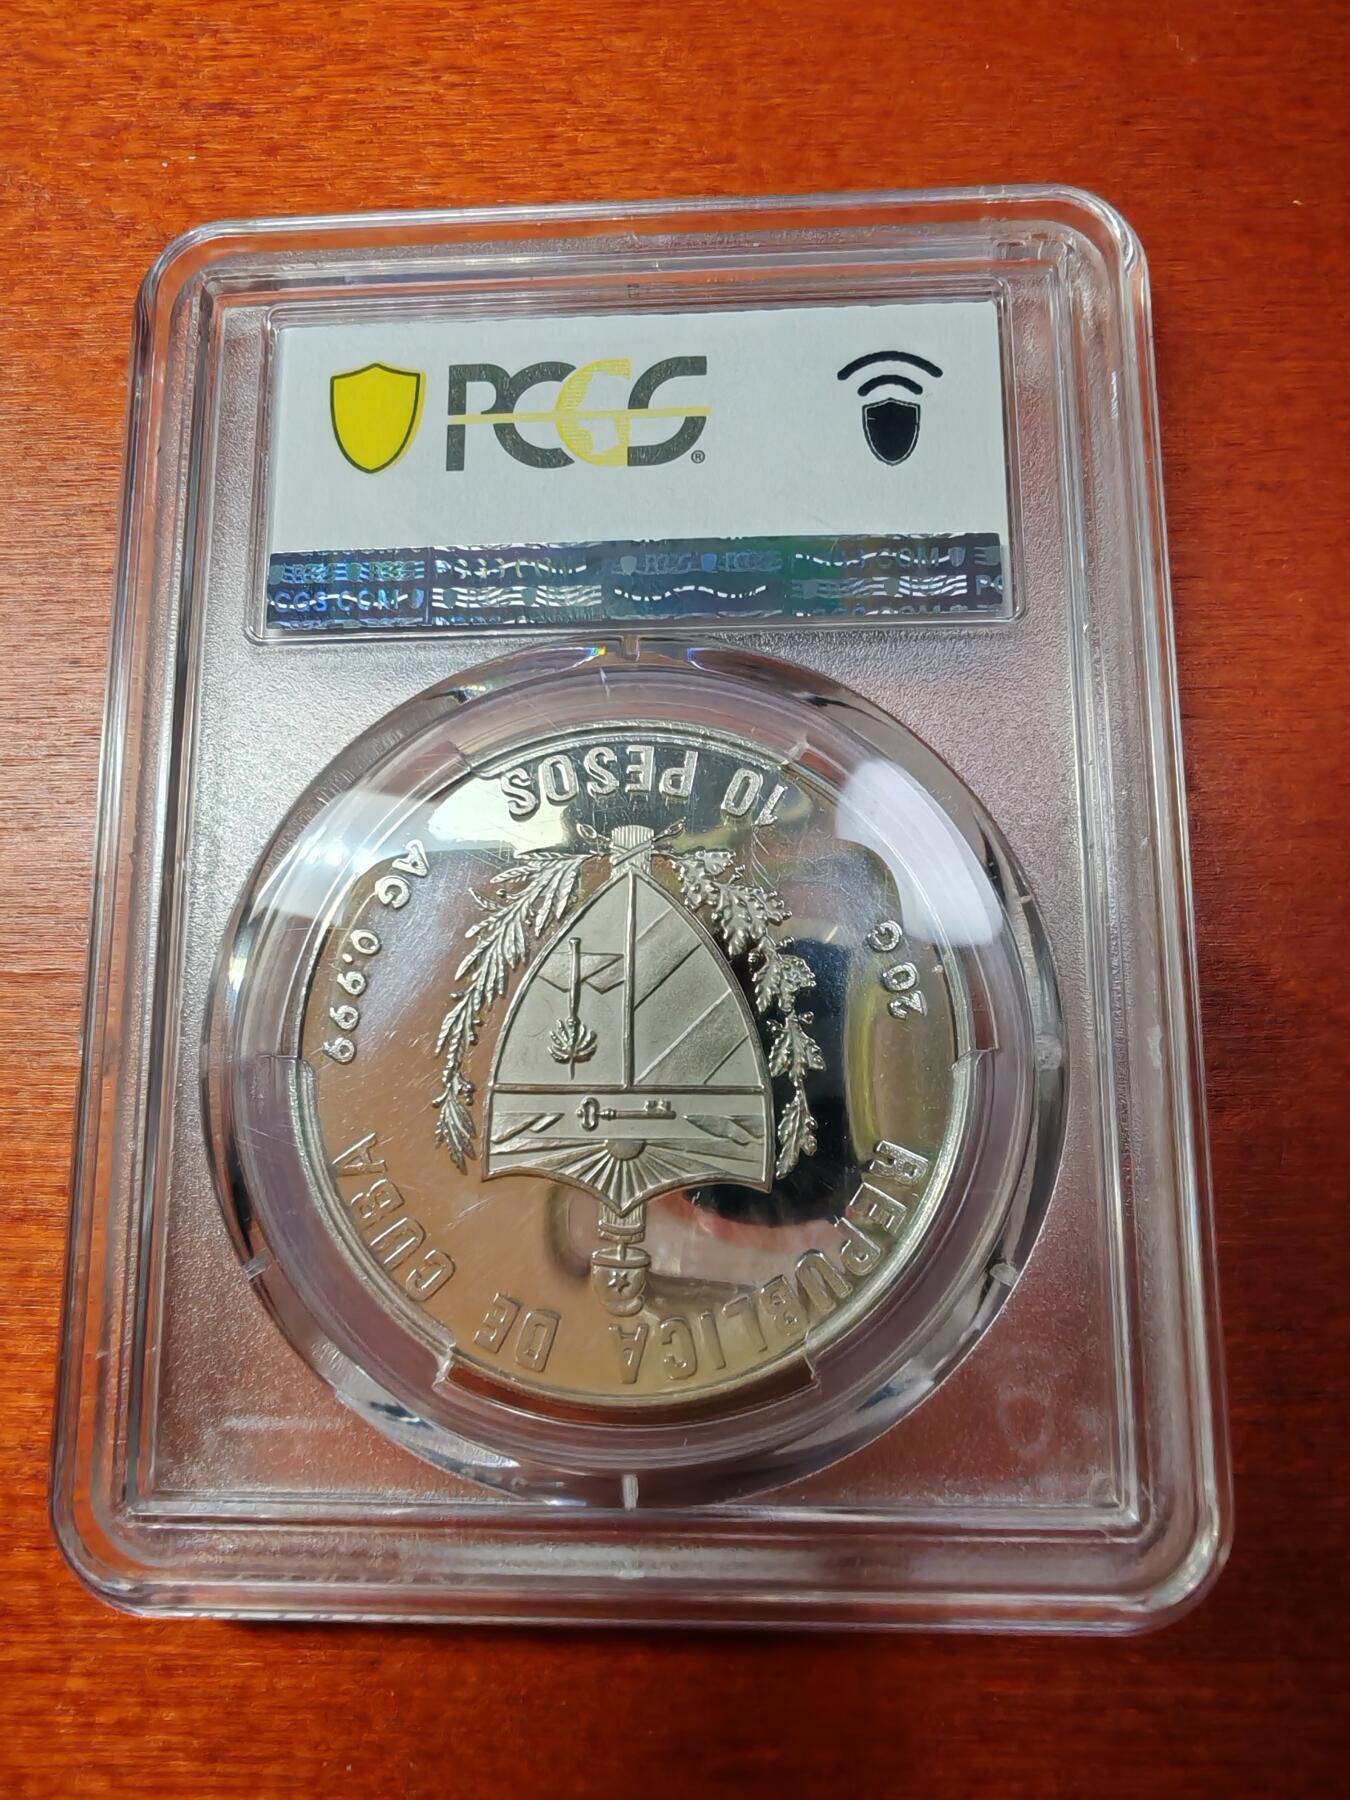 PCGS®
REPUBLICA DE CUBA
20 G
AG 0.999
10 PESOS